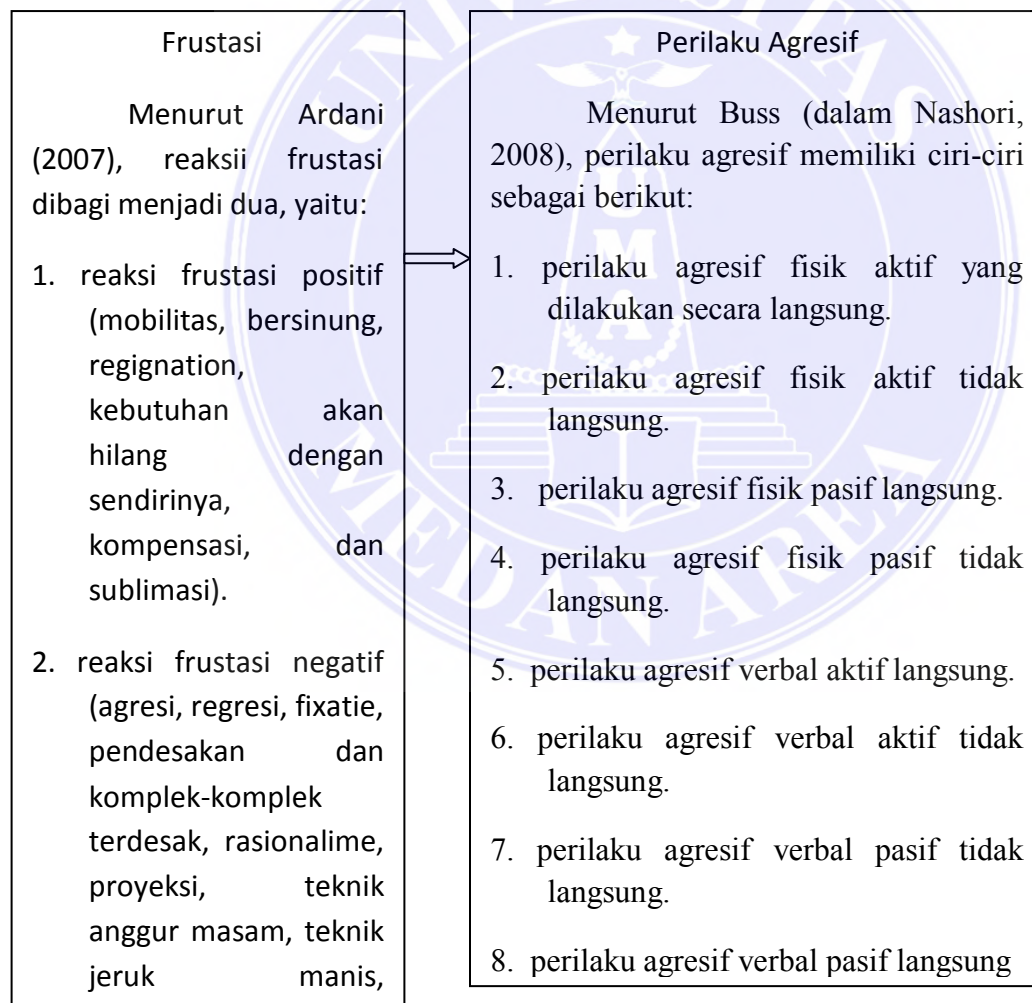 Frustasi
Menurut Ardani
(2007), reaksii frustasi
dibagi menjadi dua, yaitu:
1. reaksi frustasi positif
(mobilitas, bersinung,
regignation,
kebutuhan akan
hilang dengan
sendirinya,
kompensasi, dan
sublimasi).
2. reaksi frustasi negatif
(agresi, regresi, fixatie,
pendesakan dan
komplek-komplek
terdesak, rasionalime,
proyeksi, teknik
anggur masam, teknik
jeruk manis,
Perilaku Agresif
Menurut Buss (dalam Nashori,
2008), perilaku agresif memiliki ciri-ciri
sebagai berikut:
1. perilaku agresif fisik aktif yang
dilakukan secara langsung.
2. perilaku agresif fisik aktif tidak
langsung.
3. perilaku agresif fisik pasif langsung.
4. perilaku agresif fisik pasif tidak
langsung.
5. perilaku agresif verbal aktif langsung.
6. perilaku agresif verbal aktif tidak
langsung.
7. perilaku agresif verbal pasif tidak
langsung.
8. perilaku agresif verbal pasif langsung
UNIVERSITAS
UMA
MEDAN AREA